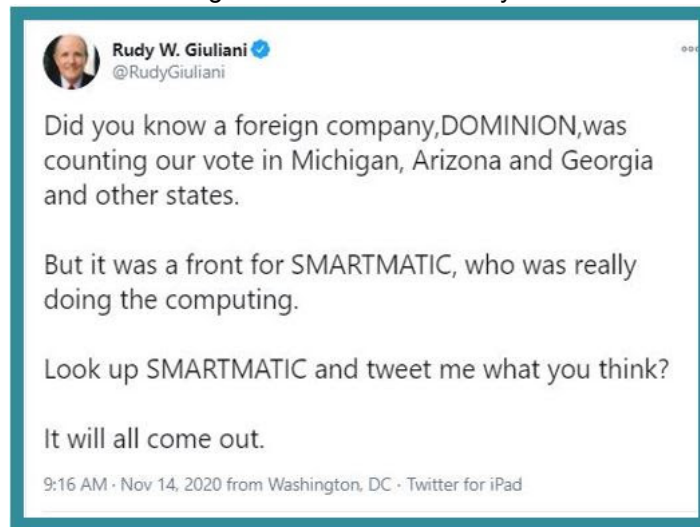 Rudy W. Giuliani
@RudyGiuliani
Did you know a foreign company,DOMINION,was
counting our vote in Michigan, Arizona and Georgia
and other states.
But it was a front for SMARTMATIC, who was really
doing the computing.
Look up SMARTMATIC and tweet me what you think?
It will all come out.
9:16 AM · Nov 14, 2020 from Washington, DC · Twitter for iPad